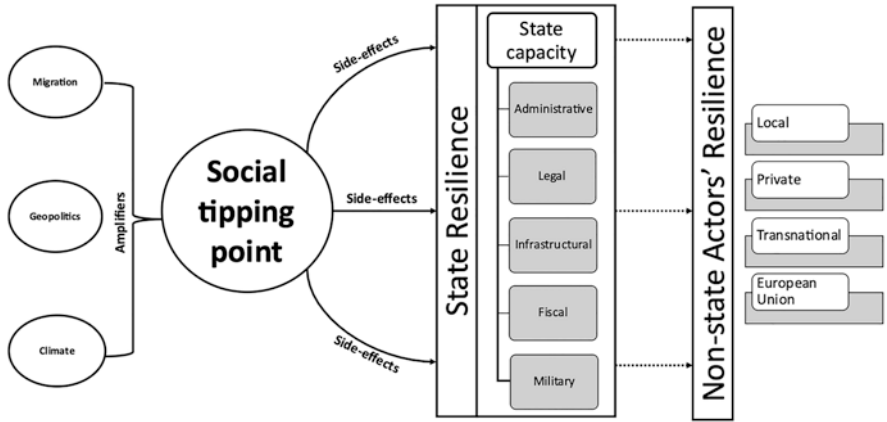 Migration
Geopolitics
Climate
Amplifiers
Social
tipping
point
Side-effects
Side-effects
Side-effects
State Resilience
State
capacity
Administrative
Legal
Infrastructural
Fiscal
Military
Non-state Actors' Resilience
Local
Private
Transnational
European
Union